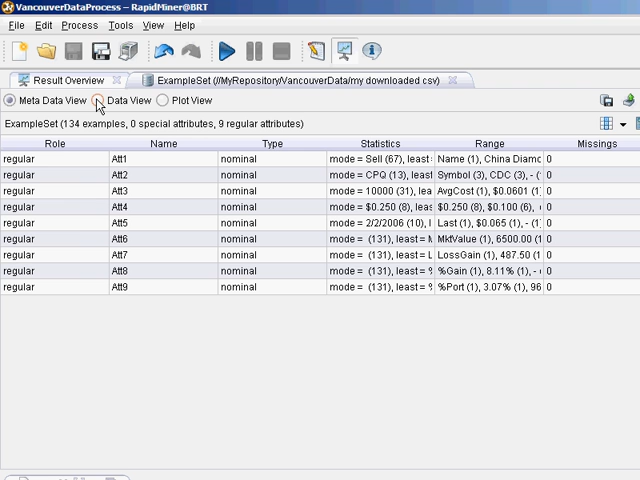 VancouverDataProcess – RapidMiner@BRT
File Edit Process Tools View Help
Result Overview ExampleSet (//MyRepository/VancouverData/my downloaded csv)
Meta Data View Data View Plot View
ExampleSet (134 examples, 0 special attributes, 9 regular attributes)
Role Name Type Statistics Range Missings
regular Att1 nominal mode = Sell (67), least = Name (1), China Diamc 0
regular Att2 nominal mode = CPQ (13), least Symbol (3), CDC (3), - ( 0
regular Att3 nominal mode = 10000 (31), lea AvgCost (1), $0.0601 (1) 0
regular Att4 nominal mode = $0.250 (8), leas $0.250 (8), $0.100 (6), 0
regular Att5 nominal mode = 2/2/2006 (10), l Last (1), $0.065 (1), - ( 0
regular Att6 nominal mode = (131), least = M MktValue (1), 6500.00 (1 0
regular Att7 nominal mode = (131), least = L LossGain (1), 487.50 (1 0
regular Att8 nominal mode = (131), least = % %Gain (1), 8.11% (1), - 0
regular Att9 nominal mode = (131), least = % %Port (1), 3.07% (1), 96 0